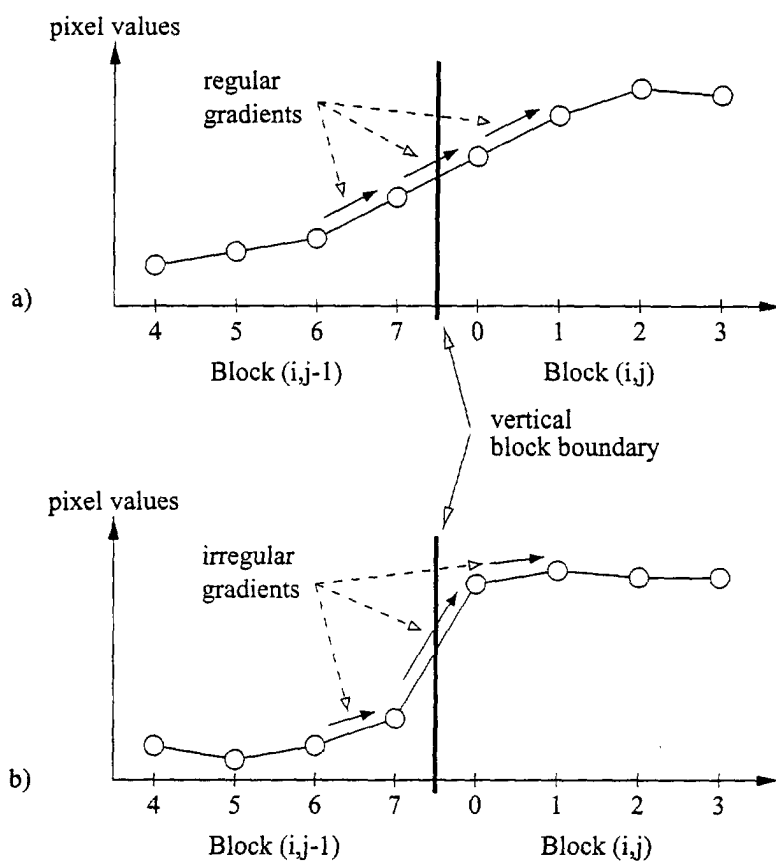 pixel values
regular
gradients
a)
4 5 6 7 0 1 2 3
Block (i,j-1) Block (i,j)
vertical
block boundary
pixel values
irregular
gradients
b)
4 5 6 7 0 1 2 3
Block (i,j-1) Block (i,j)